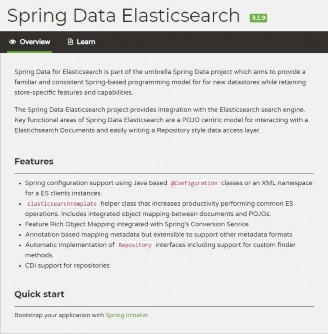 Spring Data Elasticsearch 3.1.9
Overview Learn
Spring Data for Elasticsearch is part of the umbrella Spring Data project which aims to provide a
familiar and consistent Spring-based programming model for for new datastores while retaining
store-specific features and capabilities.
The Spring Data Elasticsearch project provides integration with the Elasticsearch search engine.
Key functional areas of Spring Data Elasticsearch are a POJO centric model for interacting with a
Elastichsearch Documents and easily writing a Repository style data access layer.
Features
• Spring configuration support using Java based @Configuration classes or an XML namespace
for a ES clients instances.
• ElasticsearchTemplate helper class that increases productivity performing common ES
operations. Includes integrated object mapping between documents and POJOs.
• Feature Rich Object Mapping integrated with Spring's Conversion Service
• Annotation based mapping metadata but extensible to support other metadata formats
• Automatic implementation of Repository interfaces including support for custom finder
methods.
• CDI support for repositories
Quick start
Bootstrap your application with Spring Initializr.